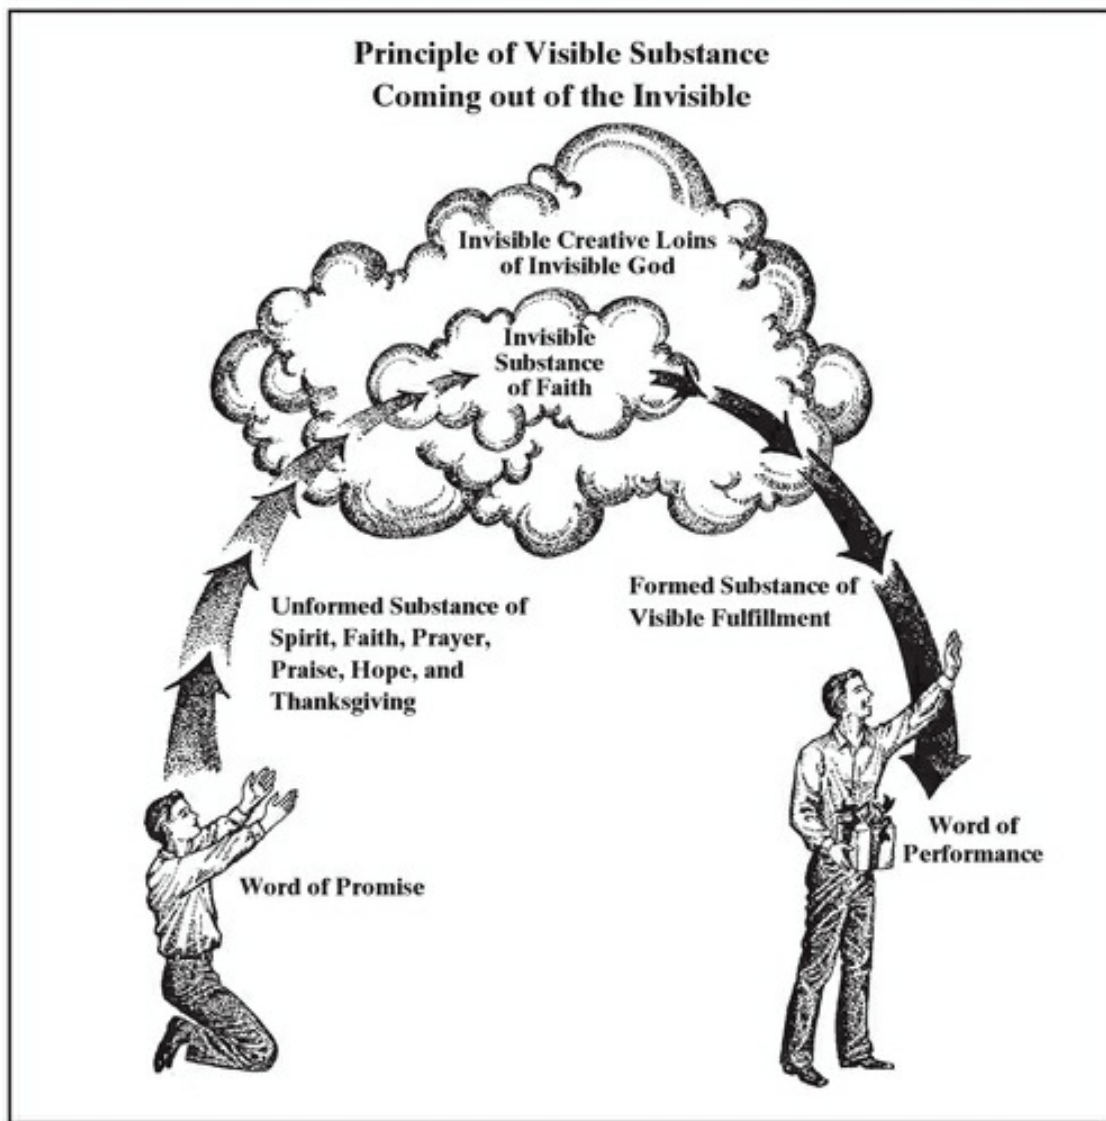 Principle of Visible Substance
Coming out of the Invisible
Invisible Creative Loins
of Invisible God
Invisible
Substance
of Faith
Unformed Substance of
Spirit, Faith, Prayer,
Praise, Hope, and
Thanksgiving
Formed Substance of
Visible Fulfillment
Word of Promise
Word of
Performance